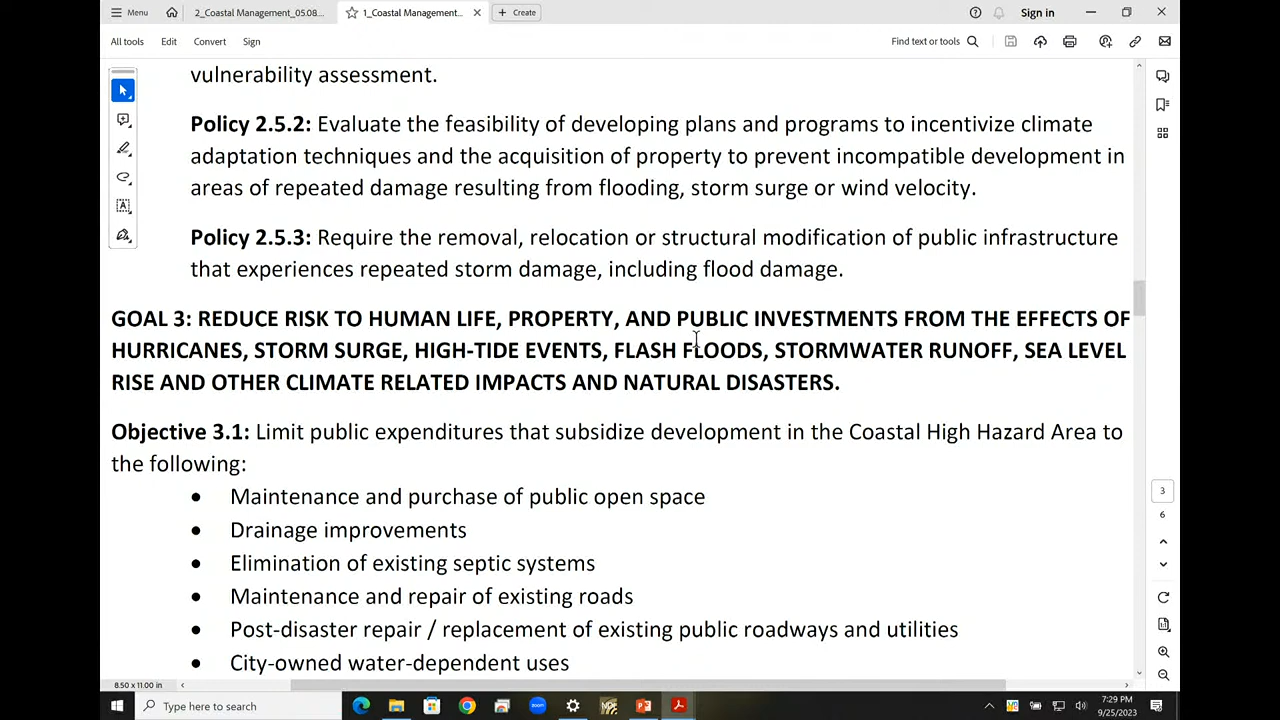 Menu
2_Coastal Management_05.08...
1_Coastal Management...
Create
Sign in
All tools
Edit
Convert
Sign
Find text or tools
vulnerability assessment.
Policy 2.5.2: Evaluate the feasibility of developing plans and programs to incentivize climate
adaptation techniques and the acquisition of property to prevent incompatible development in
areas of repeated damage resulting from flooding, storm surge or wind velocity.
Policy 2.5.3: Require the removal, relocation or structural modification of public infrastructure
that experiences repeated storm damage, including flood damage.
GOAL 3: REDUCE RISK TO HUMAN LIFE, PROPERTY, AND PUBLIC INVESTMENTS FROM THE EFFECTS OF
HURRICANES, STORM SURGE, HIGH-TIDE EVENTS, FLASH FLOODS, STORMWATER RUNOFF, SEA LEVEL
RISE AND OTHER CLIMATE RELATED IMPACTS AND NATURAL DISASTERS.
Objective 3.1: Limit public expenditures that subsidize development in the Coastal High Hazard Area to
the following:
• Maintenance and purchase of public open space
• Drainage improvements
• Elimination of existing septic systems
• Maintenance and repair of existing roads
• Post-disaster repair / replacement of existing public roadways and utilities
• City-owned water-dependent uses
3
6
8.50 x 11.00 in
Type here to search
zoom
7:29 PM
9/25/2023